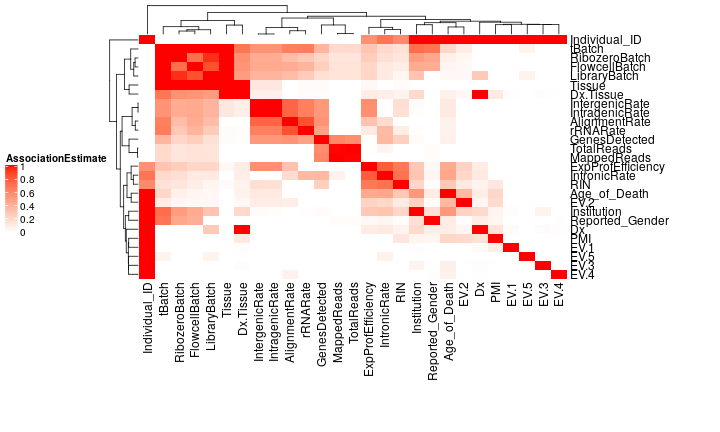 Individual_ID
tBatch
RibozeroBatch
FlowcellBatch
LibraryBatch
Tissue
Dx.Tissue
IntergenicRate
IntragenicRate
AlignmentRate
rRNARate
GenesDetected
TotalReads
MappedReads
ExpProfEfficiency
IntronicRate
RIN
Age_of_Death
EV.2
Institution
Reported_Gender
Dx
PMI
EV.1
EV.5
EV.3
EV.4
AssociationEstimate
1
0.8
0.6
0.4
0.2
0
Individual_ID
tBatch
RibozeroBatch
FlowcellBatch
LibraryBatch
Tissue
Dx.Tissue
IntergenicRate
IntragenicRate
AlignmentRate
rRNARate
GenesDetected
MappedReads
TotalReads
ExpProfEfficiency
IntronicRate
RIN
Institution
Reported_Gender
Age_of_Death
EV.2
Dx
PMI
EV.1
EV.5
EV.3
EV.4